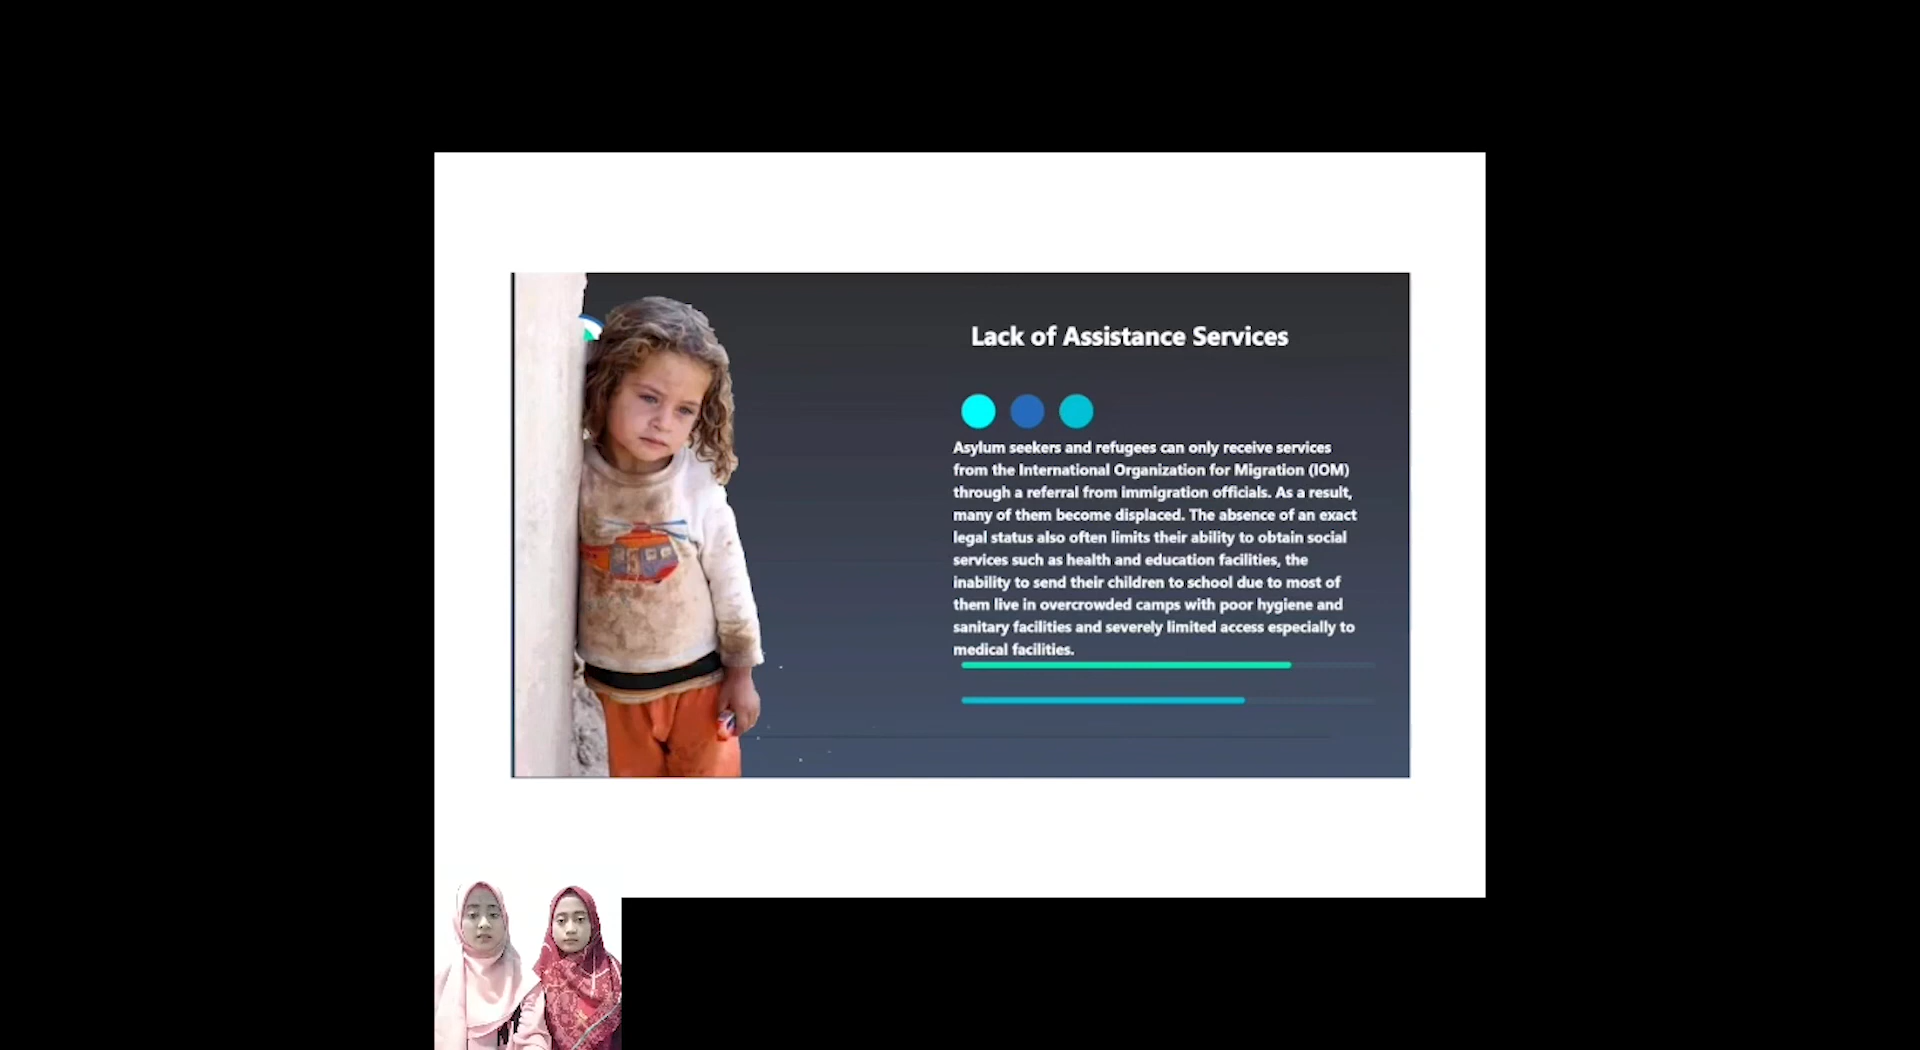 Lack of Assistance Services
Asylum seekers and refugees can only receive services
from the International Organization for Migration (IOM)
through a referral from immigration officials. As a result,
many of them become displaced. The absence of an exact
legal status also often limits their ability to obtain social
services such as health and education facilities, the
inability to send their children to school due to most of
them live in overcrowded camps with poor hygiene and
sanitary facilities and severely limited access especially to
medical facilities.